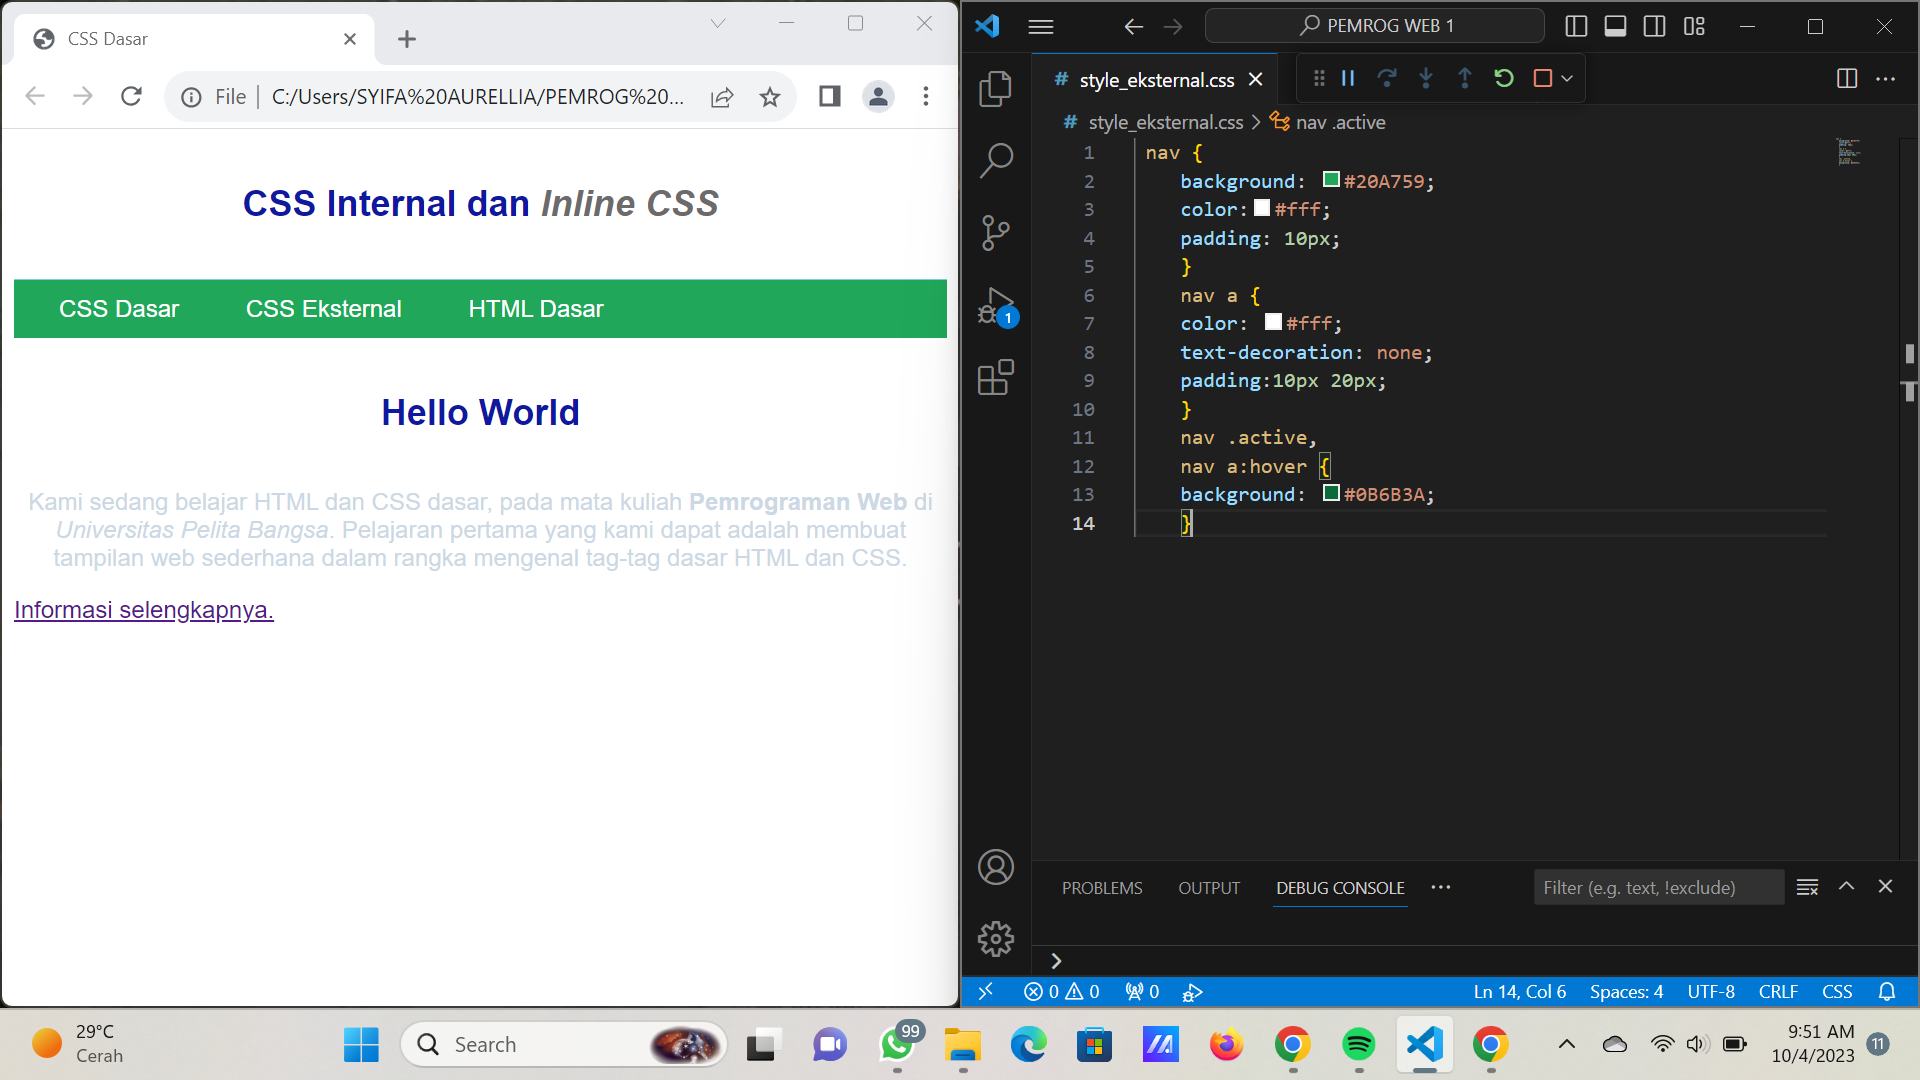 CSS Dasar
File
C:/Users/SYIFA%20AURELLIA/PEMROG%20...
CSS Internal dan Inline CSS
CSS Dasar CSS Eksternal HTML Dasar
Hello World
Kami sedang belajar HTML dan CSS dasar, pada mata kuliah Pemrograman Web di
Universitas Pelita Bangsa. Pelajaran pertama yang kami dapat adalah membuat
tampilan web sederhana dalam rangka mengenal tag-tag dasar HTML dan CSS.
Informasi selengkapnya.
PEMROG WEB 1
# style_eksternal.css
# style_eksternal.css > nav .active
1 nav {
2 background: #20A759;
3 color: #fff;
4 padding: 10px;
5 }
6 nav a {
7 color: #fff;
8 text-decoration: none;
9 padding:10px 20px;
10 }
11 nav .active,
12 nav a:hover {
13 background: #0B6B3A;
14 }
1
PROBLEMS OUTPUT DEBUG CONSOLE ...
Filter (e.g. text, !exclude)
>
0 0 0
Ln 14, Col 6 Spaces: 4 UTF-8 CRLF CSS
29°C
Cerah
Search
99
9:51 AM
10/4/2023
11